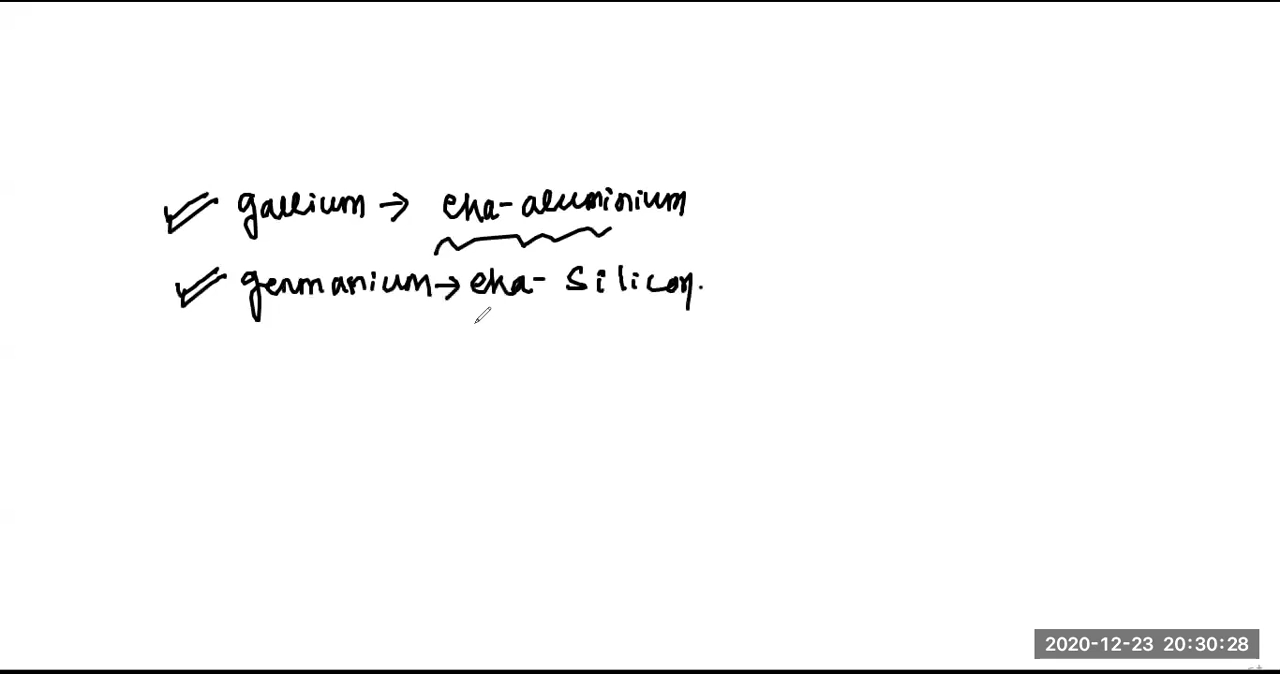 gallium → eka-aluminium
germanium → eka-silicon.
2020-12-23 20:30:28